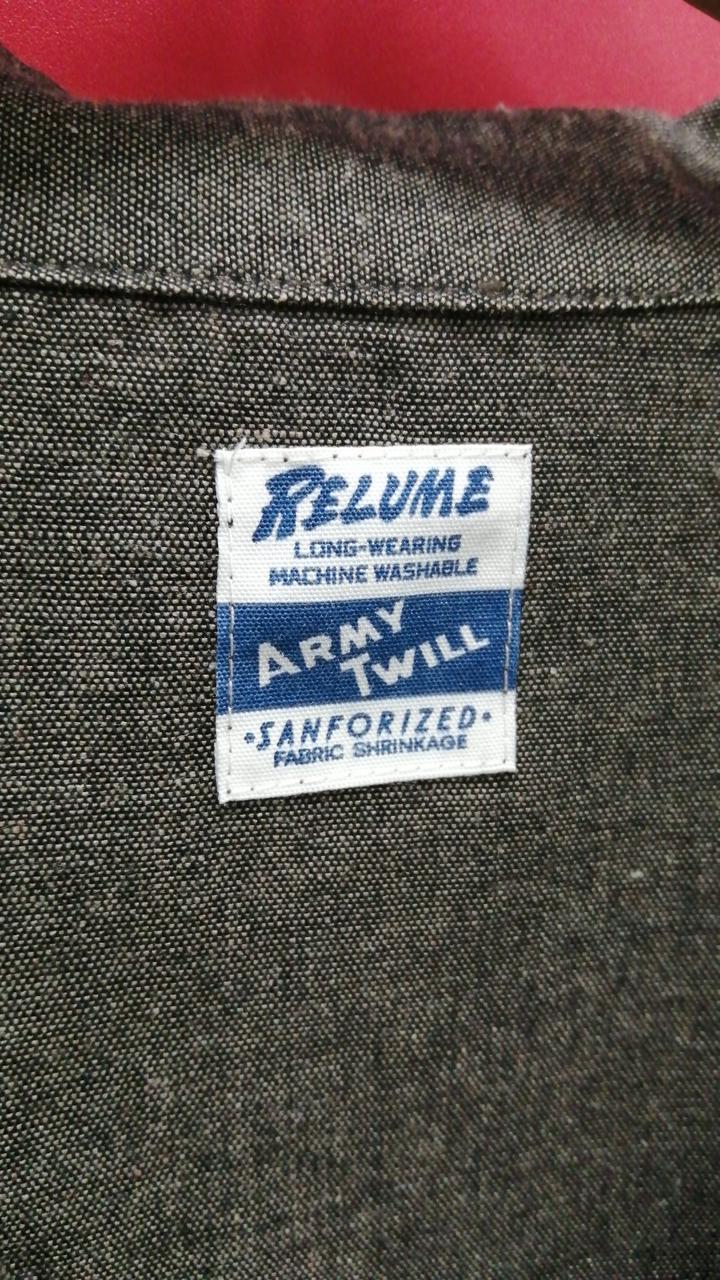 RELUME
LONG-WEARING
MACHINE WASHABLE
ARMY
TWILL
•SANFORIZED•
FABRIC SHRINKAGE